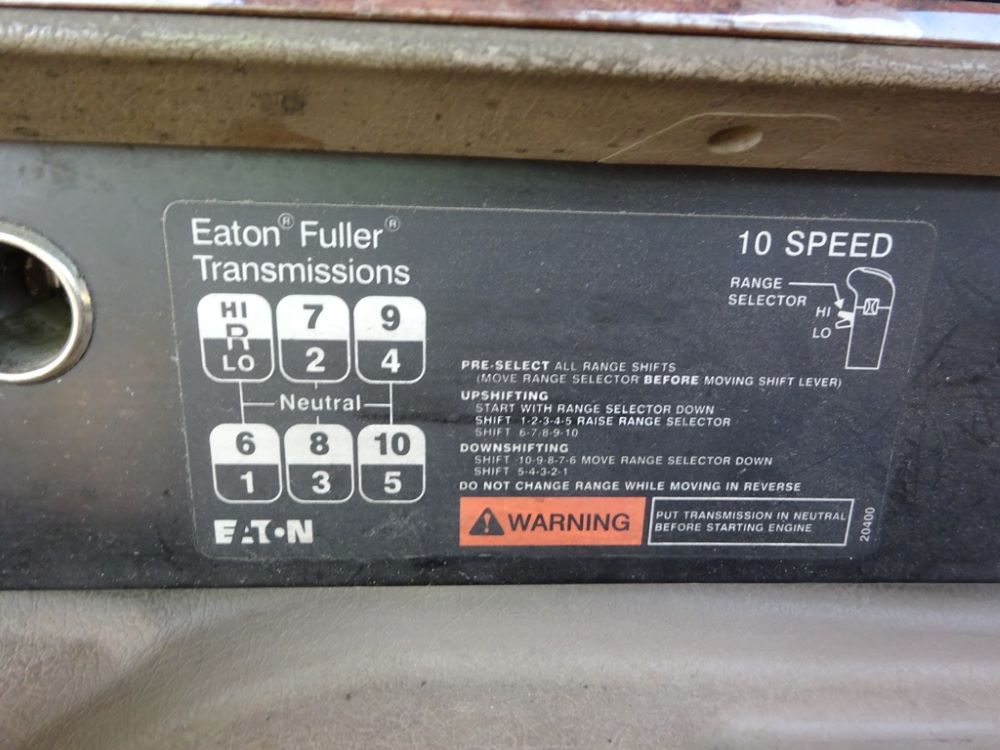 Eaton® Fuller®
Transmissions
10 SPEED
RANGE
SELECTOR
HI
LO
HI 7 9
R
LO 2 4
Neutral
6 8 10
1 3 5
EATON
PRE-SELECT ALL RANGE SHIFTS
(MOVE RANGE SELECTOR BEFORE MOVING SHIFT LEVER)
UPSHIFTING
START WITH RANGE SELECTOR DOWN
SHIFT 1-2-3-4-5 RAISE RANGE SELECTOR
SHIFT 6-7-8-9-10
DOWNSHIFTING
SHIFT -10-9-8-7-6 MOVE RANGE SELECTOR DOWN
SHIFT 5-4-3-2-1
DO NOT CHANGE RANGE WHILE MOVING IN REVERSE
WARNING
PUT TRANSMISSION IN NEUTRAL
BEFORE STARTING ENGINE
20400